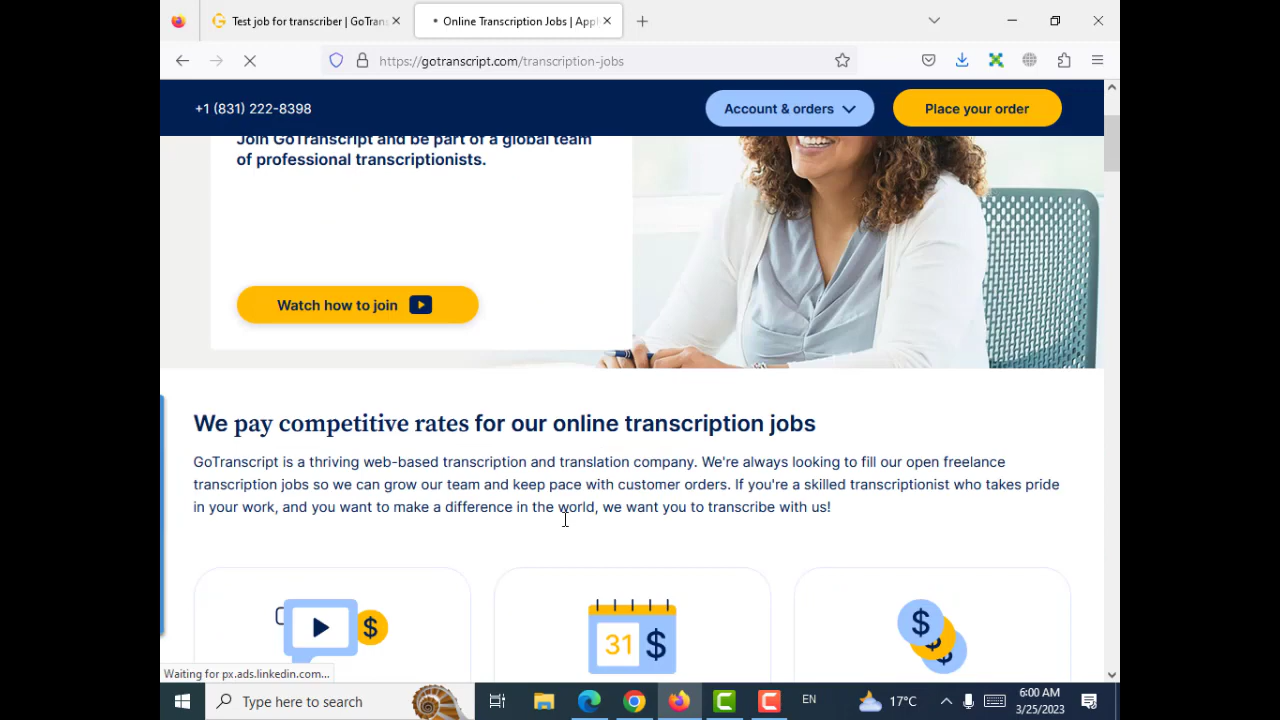 Test job for transcriber | GoTrans
Online Transcription Jobs | Appl
https://gotranscript.com/transcription-jobs
+1 (831) 222-8398
Account & orders
Place your order
Join GoTranscript and be part of a global team
of professional transcriptionists.
Watch how to join
We pay competitive rates for our online transcription jobs
GoTranscript is a thriving web-based transcription and translation company. We're always looking to fill our open freelance
transcription jobs so we can grow our team and keep pace with customer orders. If you're a skilled transcriptionist who takes pride
in your work, and you want to make a difference in the world, we want you to transcribe with us!
$
31 $
$
$
$
Waiting for px.ads.linkedin.com...
Type here to search
17°C
EN
6:00 AM
3/25/2023